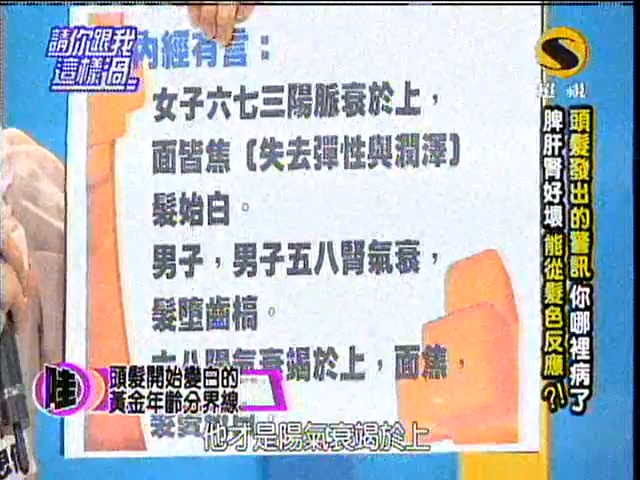 請你跟我
這樣過
內經有言：
女子六七三陽脈衰於上，
面皆焦〔失去彈性與潤澤〕
髮始白。
男子，男子五八腎氣衰，
髮墮齒槁。
六八陽氣衰竭於上，面焦，
頭髮發出的警訊 你哪裡病了
脾肝腎好壞 能從髮色反應?!
哇
頭髮開始變白的
黃金年齡分界線
他才是陽氣衰竭於上